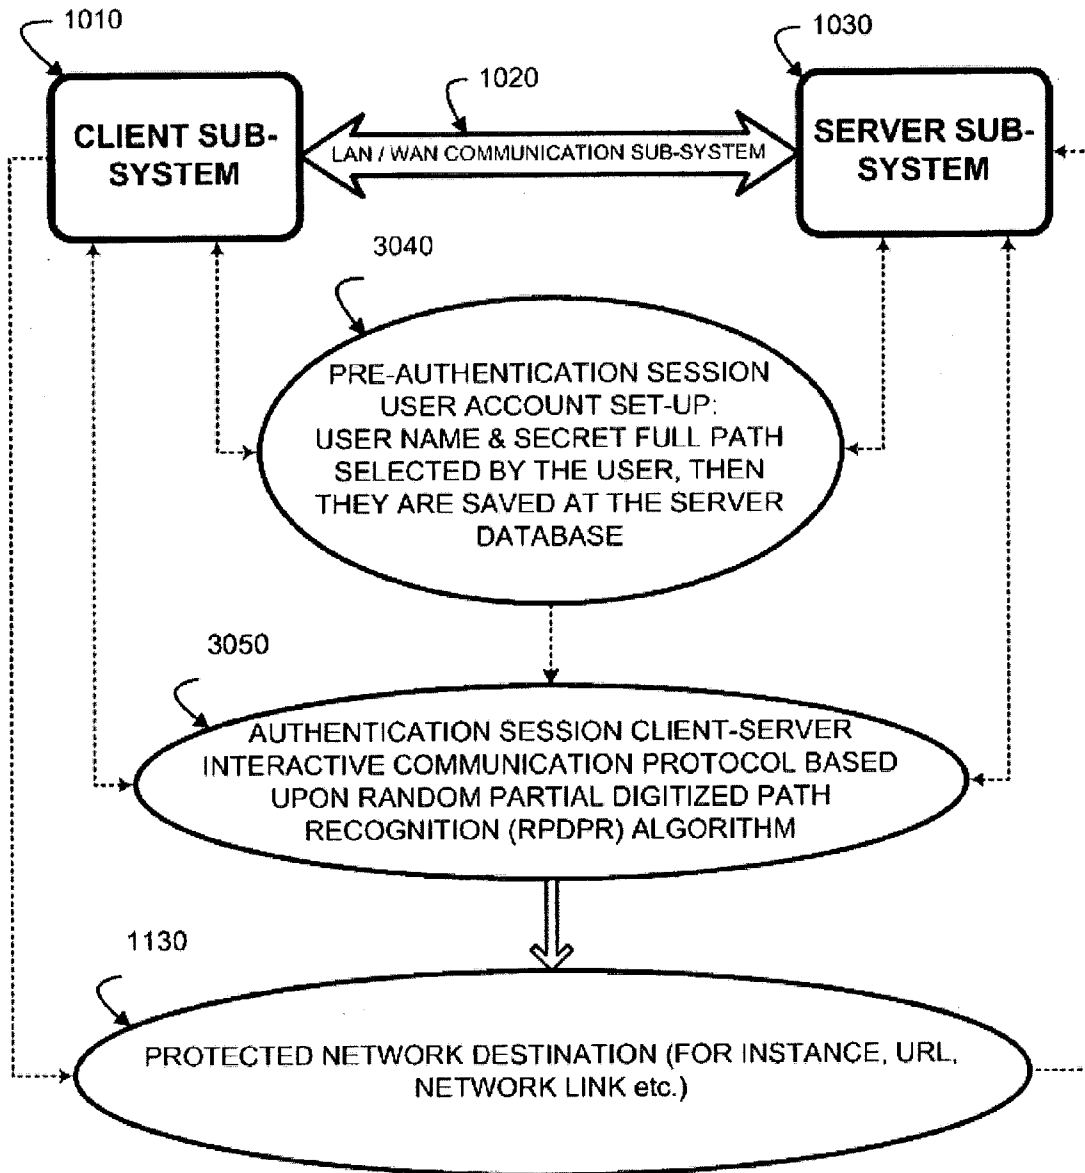 1010
1030
1020
CLIENT SUB-
SYSTEM
LAN / WAN COMMUNICATION SUB-SYSTEM
SERVER SUB-
SYSTEM
3040
PRE-AUTHENTICATION SESSION
USER ACCOUNT SET-UP:
USER NAME & SECRET FULL PATH
SELECTED BY THE USER, THEN
THEY ARE SAVED AT THE SERVER
DATABASE
3050
AUTHENTICATION SESSION CLIENT-SERVER
INTERACTIVE COMMUNICATION PROTOCOL BASED
UPON RANDOM PARTIAL DIGITIZED PATH
RECOGNITION (RPDPR) ALGORITHM
1130
PROTECTED NETWORK DESTINATION (FOR INSTANCE, URL,
NETWORK LINK etc.)